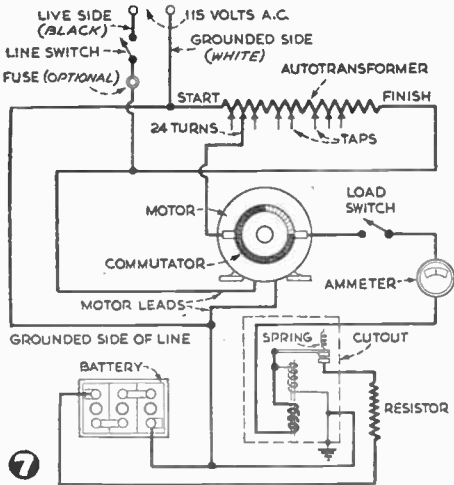 LIVE SIDE
(BLACK)
115 VOLTS A.C.
LINE SWITCH
GROUNDED SIDE
(WHITE)
FUSE (OPTIONAL)
AUTOTRANSFORMER
START
FINISH
24 TURNS
TAPS
MOTOR
LOAD
SWITCH
COMMUTATOR
AMMETER
MOTOR LEADS
GROUNDED SIDE OF LINE
SPRING
CUTOUT
BATTERY
RESISTOR
7